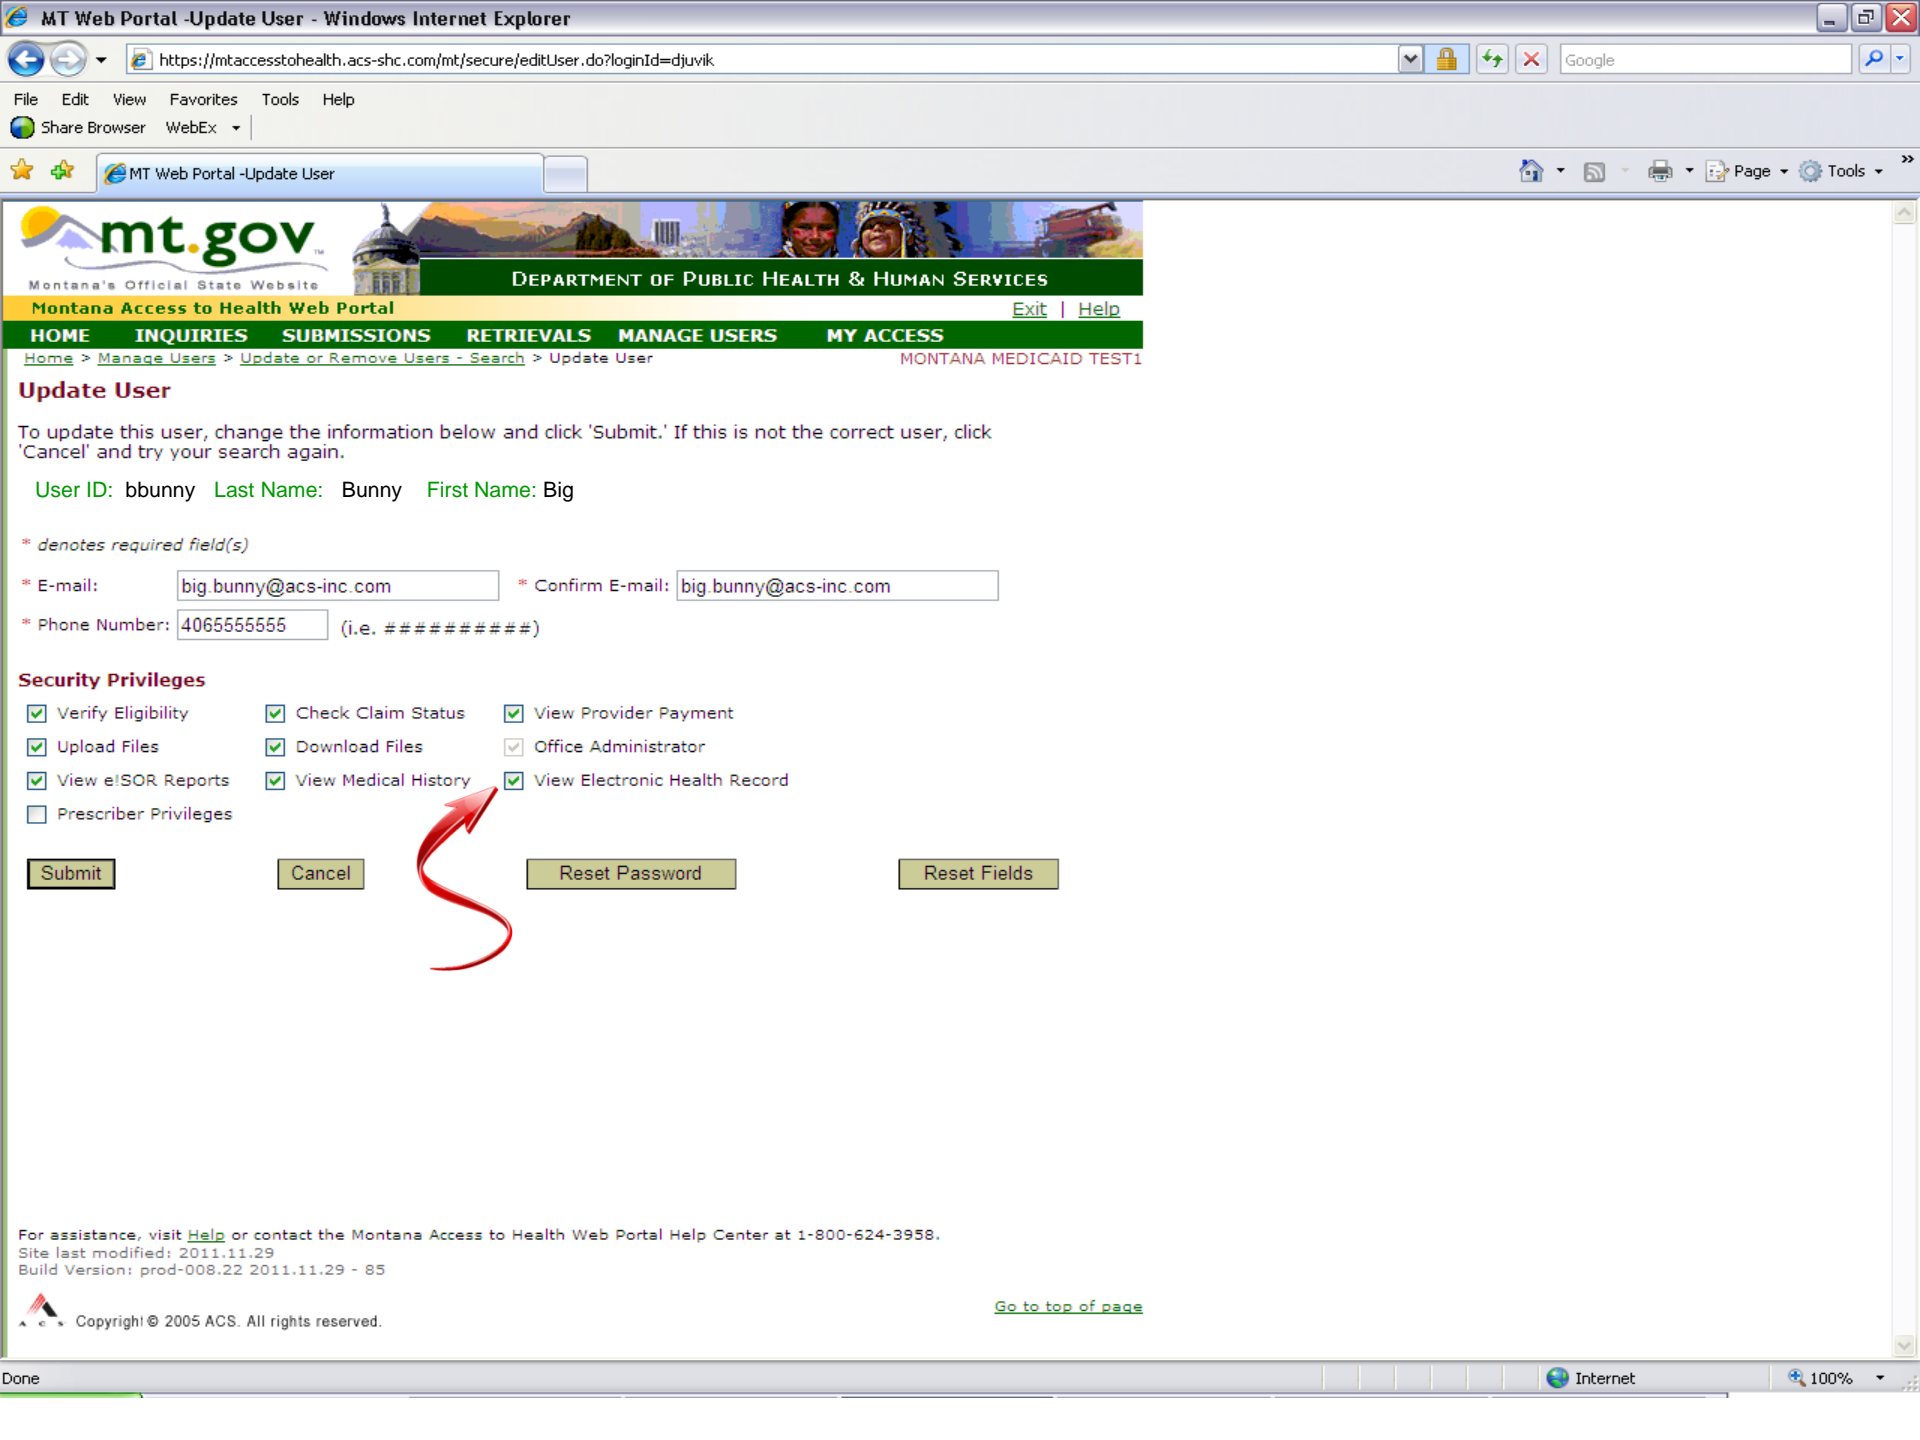 MT Web Portal -Update User - Windows Internet Explorer
https://mtaccesstohealth.acs-shc.com/mt/secure/editUser.do?loginId=djuvik
Google
File Edit View Favorites Tools Help
Share Browser WebEx
MT Web Portal -Update User
Page Tools »
mt.gov™
Montana's Official State Website
DEPARTMENT OF PUBLIC HEALTH & HUMAN SERVICES
Montana Access to Health Web Portal
Exit | Help
HOME INQUIRIES SUBMISSIONS RETRIEVALS MANAGE USERS MY ACCESS
Home > Manage Users > Update or Remove Users - Search > Update User
MONTANA MEDICAID TEST1
Update User
To update this user, change the information below and click 'Submit.' If this is not the correct user, click
'Cancel' and try your search again.
User ID: bbunny Last Name: Bunny First Name: Big
* denotes required field(s)
* E-mail: big.bunny@acs-inc.com * Confirm E-mail: big.bunny@acs-inc.com
* Phone Number: 4065555555 (i.e. ##########)
Security Privileges
Verify Eligibility Check Claim Status View Provider Payment
Upload Files Download Files Office Administrator
View e!SOR Reports View Medical History View Electronic Health Record
Prescriber Privileges
Submit Cancel Reset Password Reset Fields
For assistance, visit Help or contact the Montana Access to Health Web Portal Help Center at 1-800-624-3958.
Site last modified: 2011.11.29
Build Version: prod-008.22 2011.11.29 - 85
Go to top of page
A C S Copyright © 2005 ACS. All rights reserved.
Done
Internet
100%